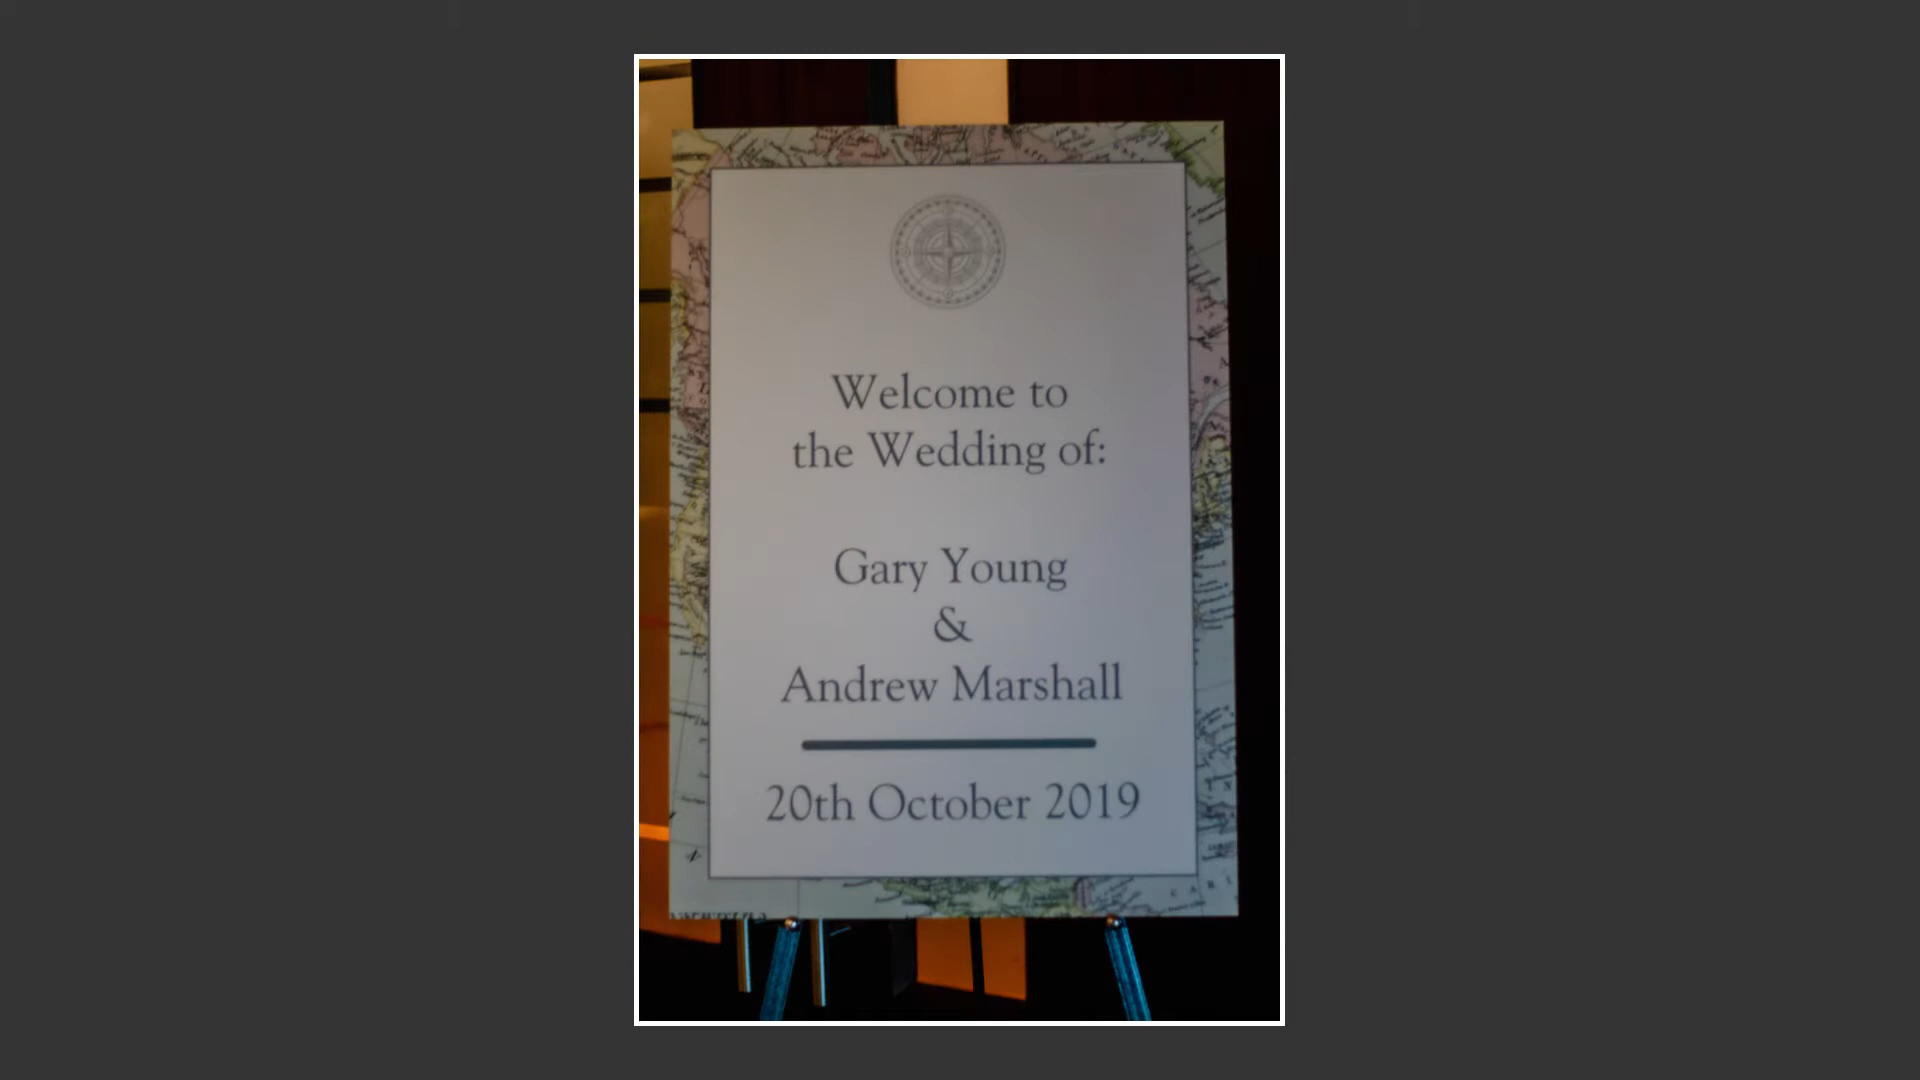 Welcome to
the Wedding of:
Gary Young
&
Andrew Marshall
20th October 2019